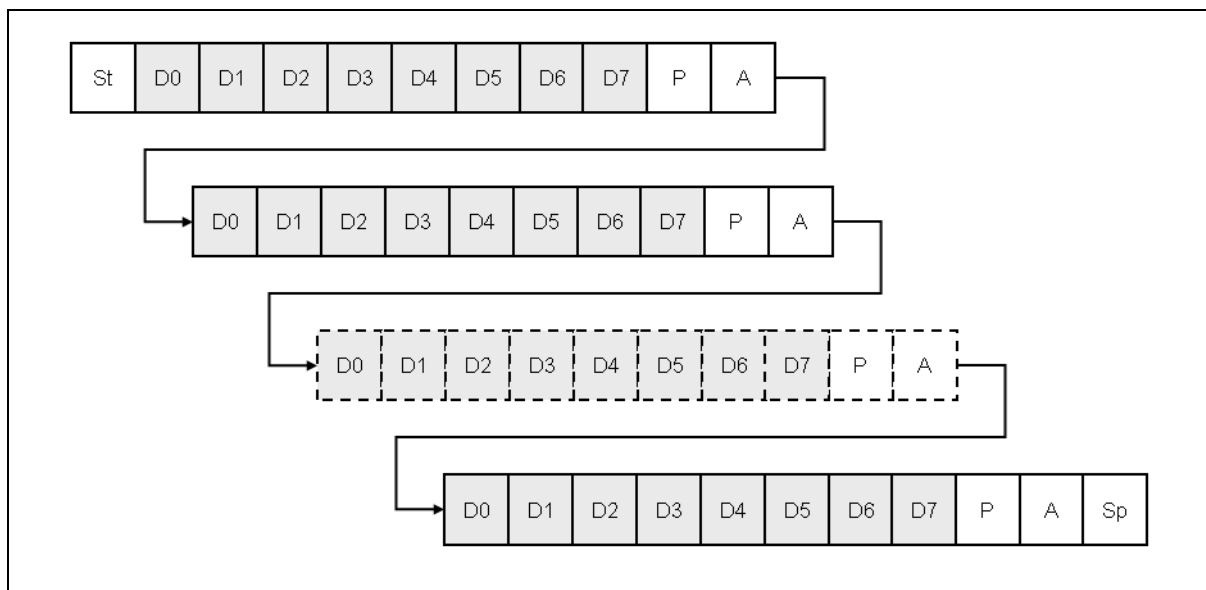 St D0 D1 D2 D3 D4 D5 D6 D7 P A
D0 D1 D2 D3 D4 D5 D6 D7 P A
D0 D1 D2 D3 D4 D5 D6 D7 P A
D0 D1 D2 D3 D4 D5 D6 D7 P A Sp